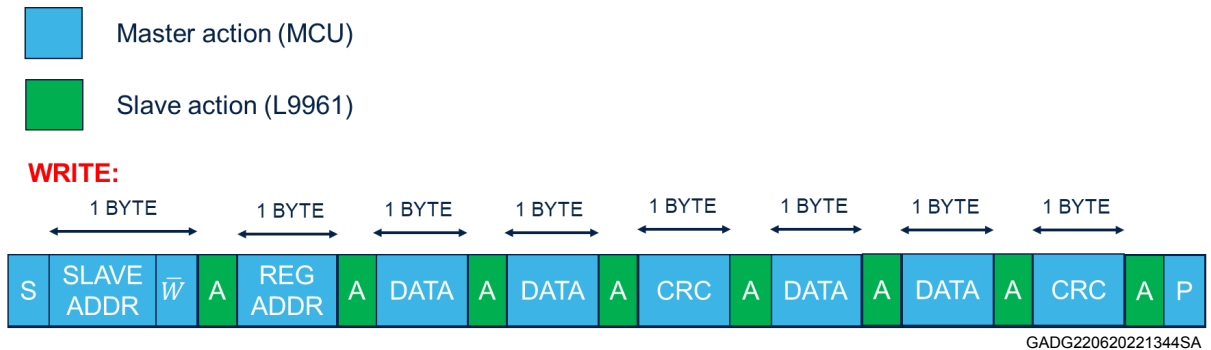 Master action (MCU)
Slave action (L9961)
WRITE:
1 BYTE 1 BYTE 1 BYTE 1 BYTE 1 BYTE 1 BYTE 1 BYTE 1 BYTE
S SLAVE ADDR W̅ A REG ADDR A DATA A DATA A CRC A DATA A DATA A CRC A P
GADG220620221344SA